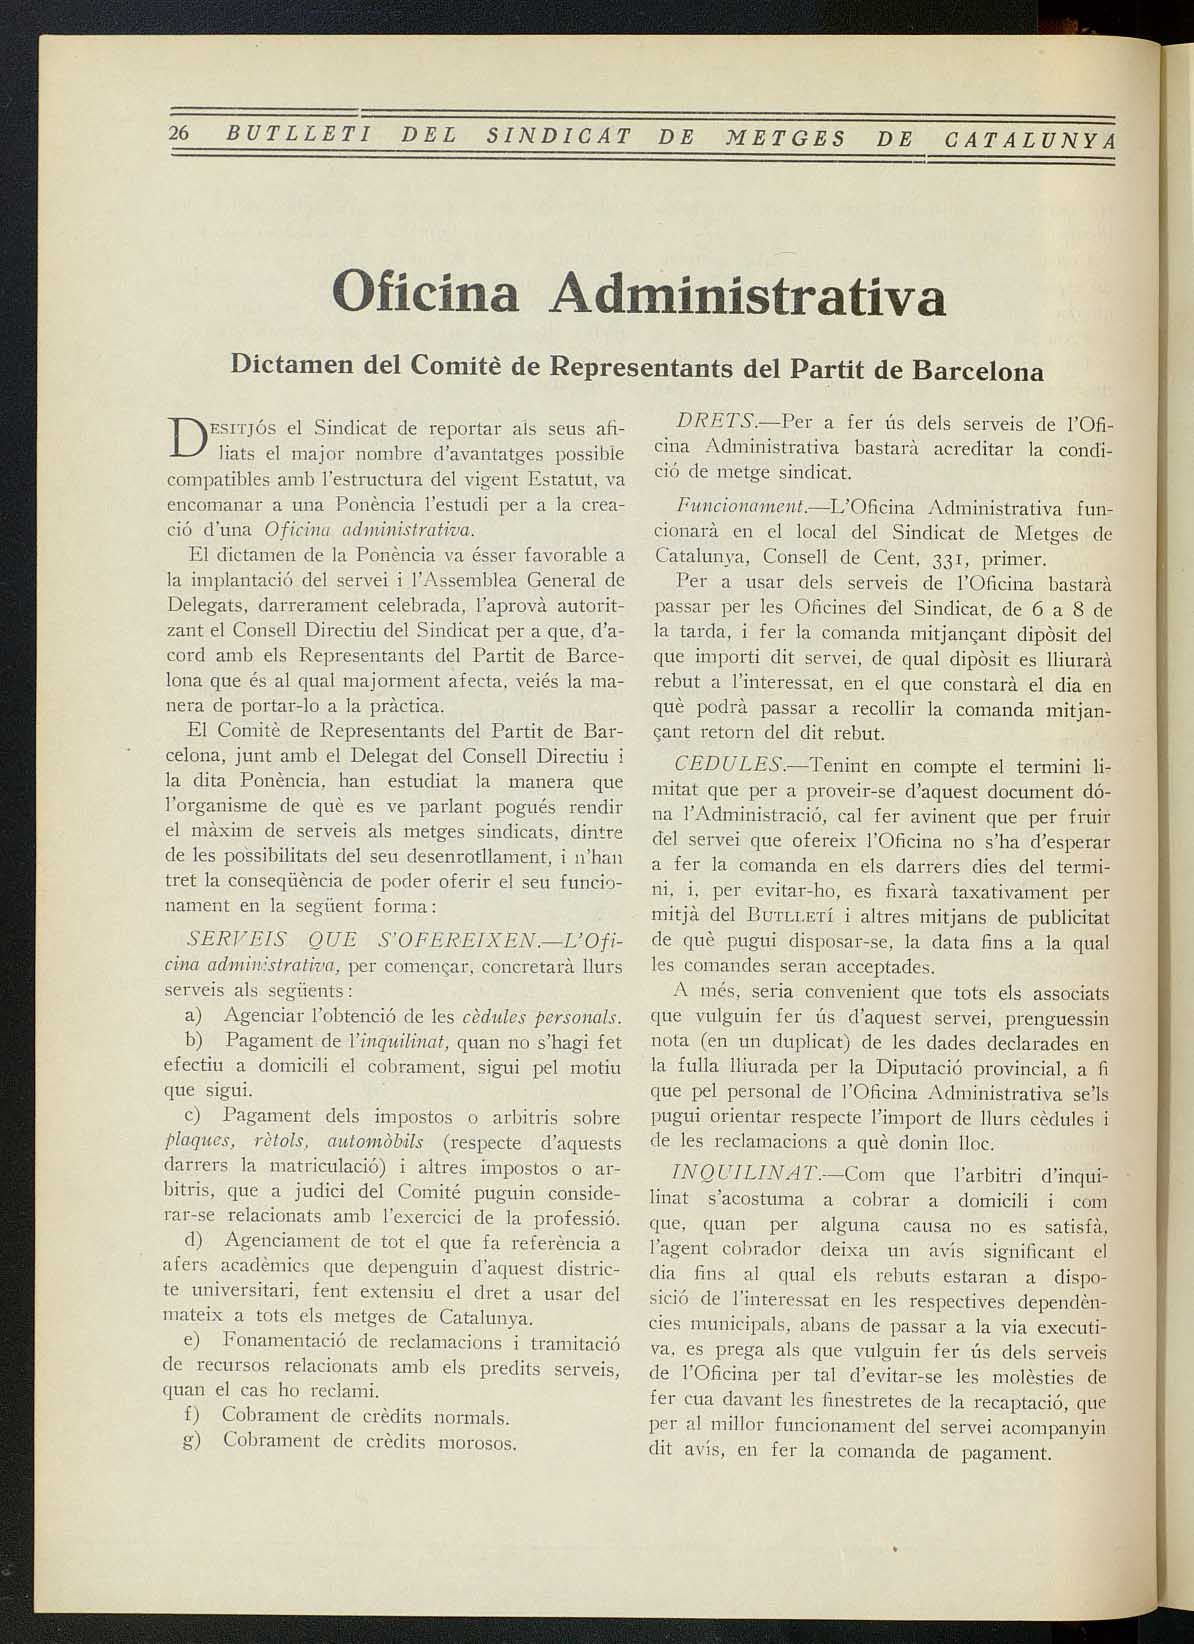 26 BUTLLETI DEL SINDICAT DE METGES DE CATALUNYA
Oficina Administrativa
Dictamen del Comitè de Representants del Partit de Barcelona
DESITJÓS el Sindicat de reportar als seus afi-
liats el major nombre d'avantatges possible
compatibles amb l'estructura del vigent Estatut, va
encomanar a una Ponència l'estudi per a la crea-
ció d'una Oficina administrativa.
El dictamen de la Ponència va ésser favorable a
la implantació del servei i l'Assemblea General de
Delegats, darrerament celebrada, l'aprovà autorit-
zant el Consell Directiu del Sindicat per a que, d'a-
cord amb els Representants del Partit de Barce-
lona que és al qual majorment afecta, veiés la ma-
nera de portar-lo a la pràctica.
El Comitè de Representants del Partit de Bar-
celona, junt amb el Delegat del Consell Directiu i
la dita Ponència, han estudiat la manera que
l'organisme de què es ve parlant pogués rendir
el màxim de serveis als metges sindicats, dintre
de les possibilitats del seu desenrotllament, i n'han
tret la conseqüència de poder oferir el seu funcio-
nament en la següent forma:
SERVEIS QUE S'OFEREIXEN.—L'Ofi-
cina administrativa, per començar, concretarà llurs
serveis als següents:
a) Agenciar l'obtenció de les cèdules personals.
b) Pagament de l'inquilinat, quan no s'hagi fet
efectiu a domicili el cobrament, sigui pel motiu
que sigui.
c) Pagament dels impostos o arbitris sobre
plaques, rètols, automòbils (respecte d'aquests
darrers la matriculació) i altres impostos o ar-
bitris, que a judici del Comité puguin conside-
rar-se relacionats amb l'exercici de la professió.
d) Agenciament de tot el que fa referència a
afers acadèmics que depenguin d'aquest distric-
te universitari, fent extensiu el dret a usar del
mateix a tots els metges de Catalunya.
e) Fonamentació de reclamacions i tramitació
de recursos relacionats amb els predits serveis,
quan el cas ho reclami.
f) Cobrament de crèdits normals.
g) Cobrament de crèdits morosos.
DRETS.—Per a fer ús dels serveis de l'Ofi-
cina Administrativa bastarà acreditar la condi-
ció de metge sindicat.
Funcionament.—L'Oficina Administrativa fun-
cionarà en el local del Sindicat de Metges de
Catalunya, Consell de Cent, 331, primer.
Per a usar dels serveis de l'Oficina bastarà
passar per les Oficines del Sindicat, de 6 a 8 de
la tarda, i fer la comanda mitjançant dipòsit del
que importi dit servei, de qual dipòsit es lliurarà
rebut a l'interessat, en el que constarà el dia en
què podrà passar a recollir la comanda mitjan-
çant retorn del dit rebut.
CEDULES.—Tenint en compte el termini li-
mitat que per a proveir-se d'aquest document dó-
na l'Administració, cal fer avinent que per fruir
del servei que ofereix l'Oficina no s'ha d'esperar
a fer la comanda en els darrers dies del termi-
ni, i, per evitar-ho, es fixarà taxativament per
mitjà del BUTLLETÍ i altres mitjans de publicitat
de què pugui disposar-se, la data fins a la qual
les comandes seran acceptades.
A més, seria convenient que tots els associats
que vulguin fer ús d'aquest servei, prenguessin
nota (en un duplicat) de les dades declarades en
la fulla lliurada per la Diputació provincial, a fi
que pel personal de l'Oficina Administrativa se'ls
pugui orientar respecte l'import de llurs cèdules i
de les reclamacions a què donin lloc.
INQUILINAT.—Com que l'arbitri d'inqui-
linat s'acostuma a cobrar a domicili i com
que, quan per alguna causa no es satisfà,
l'agent cobrador deixa un avís significant el
dia fins al qual els rebuts estaran a dispo-
sició de l'interessat en les respectives dependèn-
cies municipals, abans de passar a la via executi-
va, es prega als que vulguin fer ús dels serveis
de l'Oficina per tal d'evitar-se les molèsties de
fer cua davant les finestretes de la recaptació, que
per al millor funcionament del servei acompanyin
dit avís, en fer la comanda de pagament.